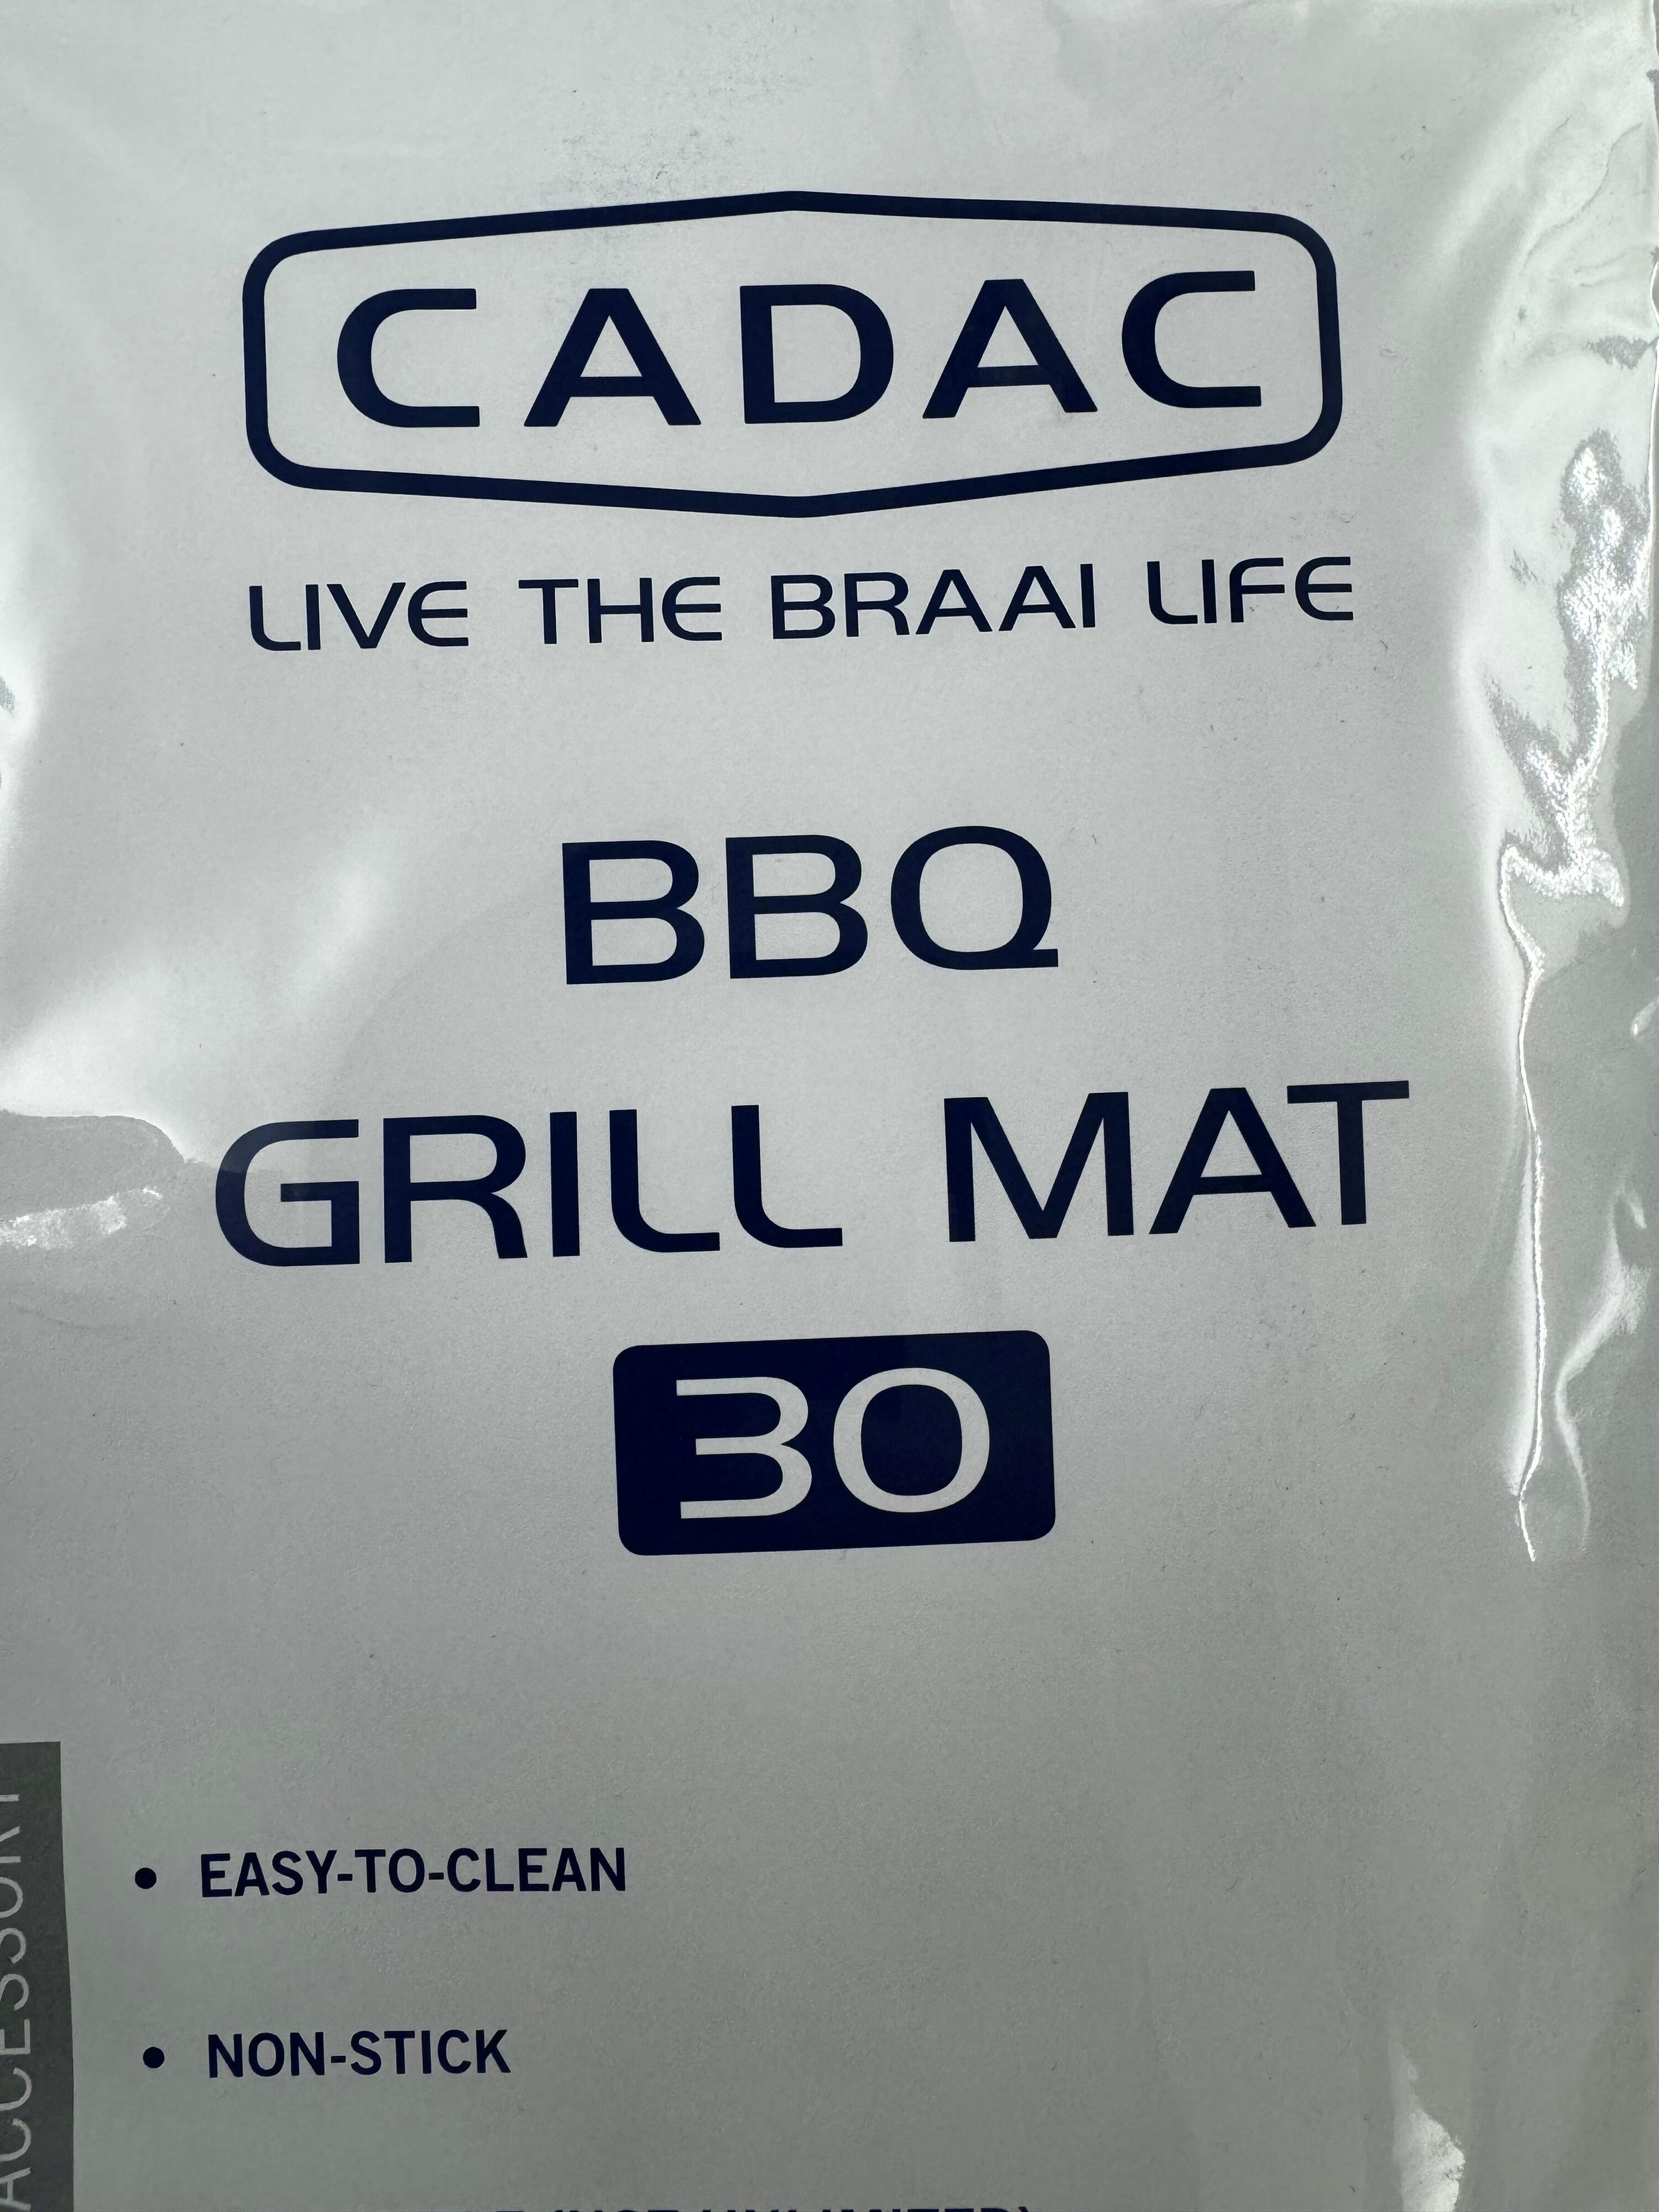 CADAC
LIVE THE BRAAI LIFE
BBQ
GRILL MAT
30
• EASY-TO-CLEAN
• NON-STICK
ACCESSORY